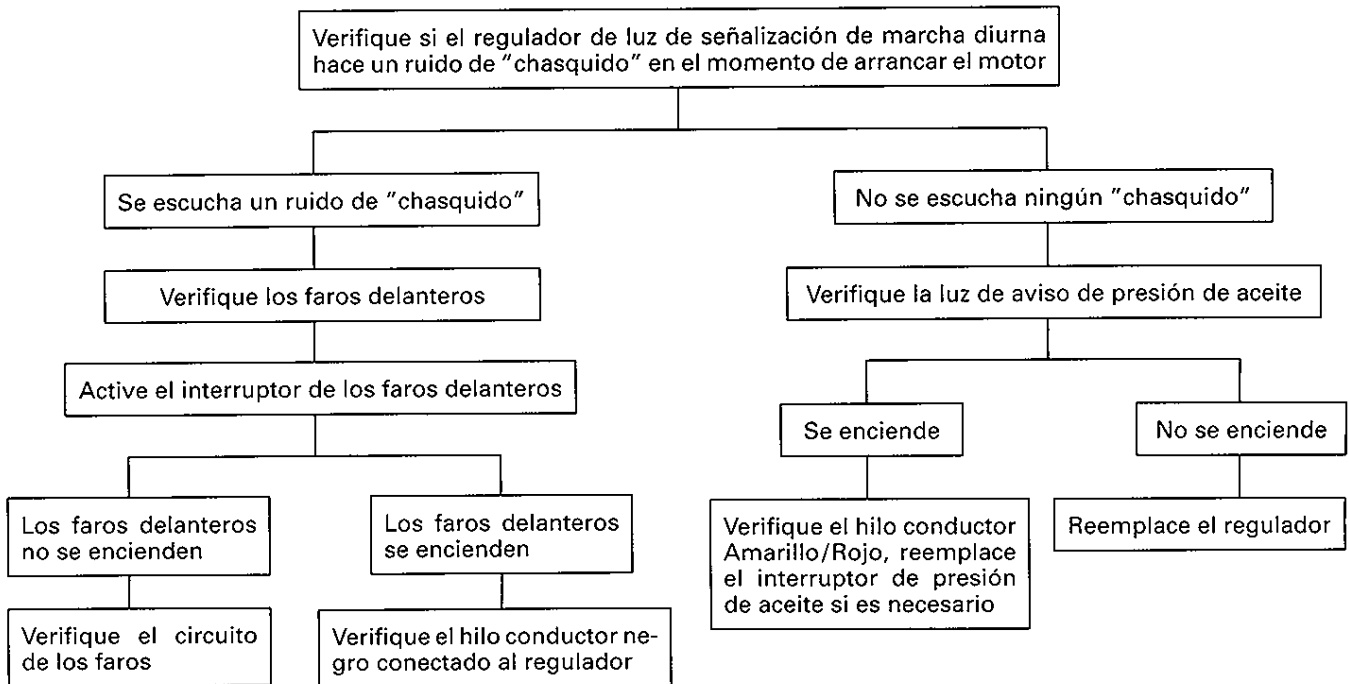 Verifique si el regulador de luz de señalización de marcha diurna
hace un ruido de "chasquido" en el momento de arrancar el motor
Se escucha un ruido de "chasquido"
No se escucha ningún "chasquido"
Verifique los faros delanteros
Verifique la luz de aviso de presión de aceite
Active el interruptor de los faros delanteros
Se enciende
No se enciende
Los faros delanteros
no se encienden
Los faros delanteros
se encienden
Verifique el hilo conductor
Amarillo/Rojo, reemplace
el interruptor de presión
de aceite si es necesario
Reemplace el regulador
Verifique el circuito
de los faros
Verifique el hilo conductor ne-
gro conectado al regulador